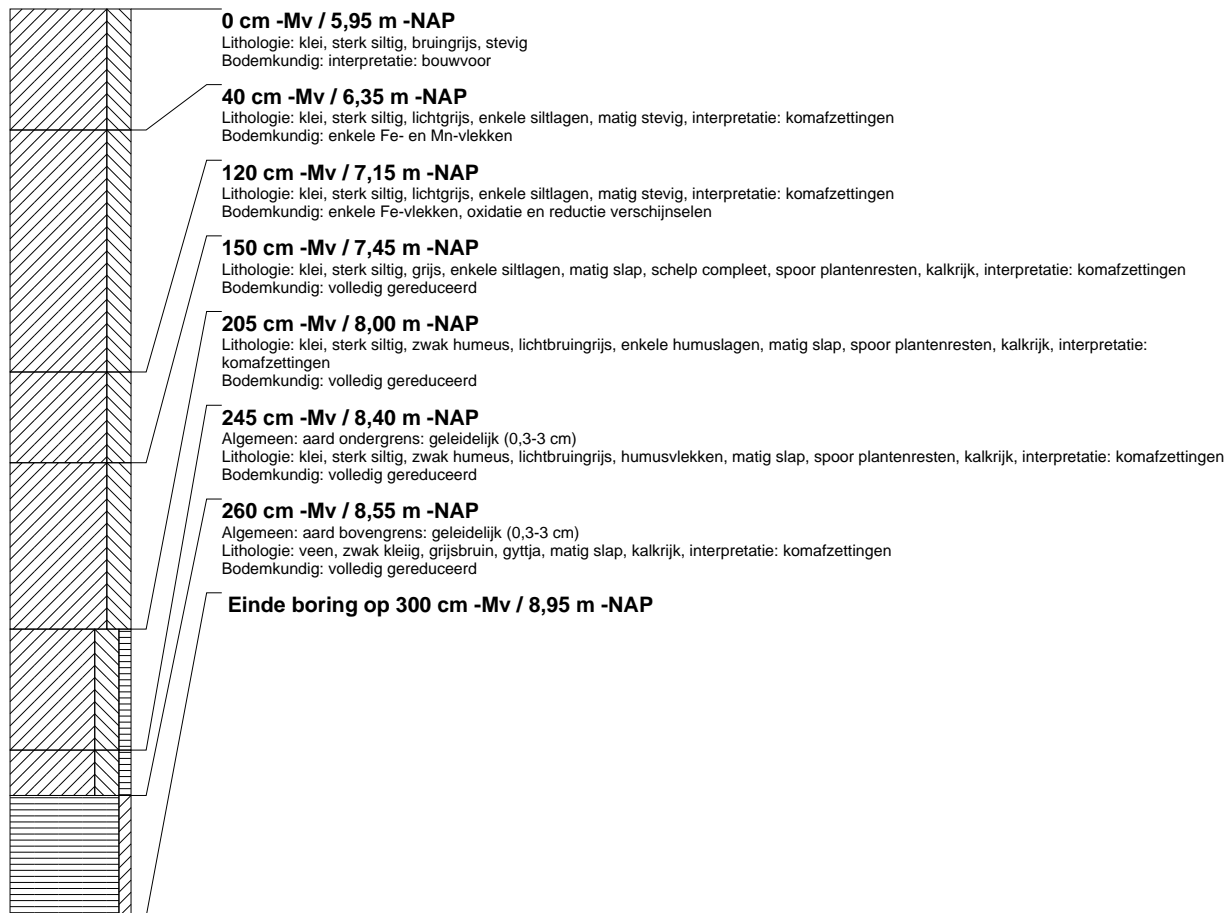 0 cm -Mv / 5,95 m -NAP
Lithologie: klei, sterk siltig, bruingrijs, stevig
Bodemkundig: interpretatie: bouwvoor
40 cm -Mv / 6,35 m -NAP
Lithologie: klei, sterk siltig, lichtgrijs, enkele siltlagen, matig stevig, interpretatie: komafzettingen
Bodemkundig: enkele Fe- en Mn-vlekken
120 cm -Mv / 7,15 m -NAP
Lithologie: klei, sterk siltig, lichtgrijs, enkele siltlagen, matig stevig, interpretatie: komafzettingen
Bodemkundig: enkele Fe-vlekken, oxidatie en reductie verschijnselen
150 cm -Mv / 7,45 m -NAP
Lithologie: klei, sterk siltig, grijs, enkele siltlagen, matig slap, schelp compleet, spoor plantenresten, kalkrijk, interpretatie: komafzettingen
Bodemkundig: volledig gereduceerd
205 cm -Mv / 8,00 m -NAP
Lithologie: klei, sterk siltig, zwak humeus, lichtbruingrijs, enkele humuslagen, matig slap, spoor plantenresten, kalkrijk, interpretatie:
komafzettingen
Bodemkundig: volledig gereduceerd
245 cm -Mv / 8,40 m -NAP
Algemeen: aard ondergrens: geleidelijk (0,3-3 cm)
Lithologie: klei, sterk siltig, zwak humeus, lichtbruingrijs, humusvlekken, matig slap, spoor plantenresten, kalkrijk, interpretatie: komafzettingen
Bodemkundig: volledig gereduceerd
260 cm -Mv / 8,55 m -NAP
Algemeen: aard bovengrens: geleidelijk (0,3-3 cm)
Lithologie: veen, zwak kleiig, grijsbruin, gyttja, matig slap, kalkrijk, interpretatie: komafzettingen
Bodemkundig: volledig gereduceerd
Einde boring op 300 cm -Mv / 8,95 m -NAP